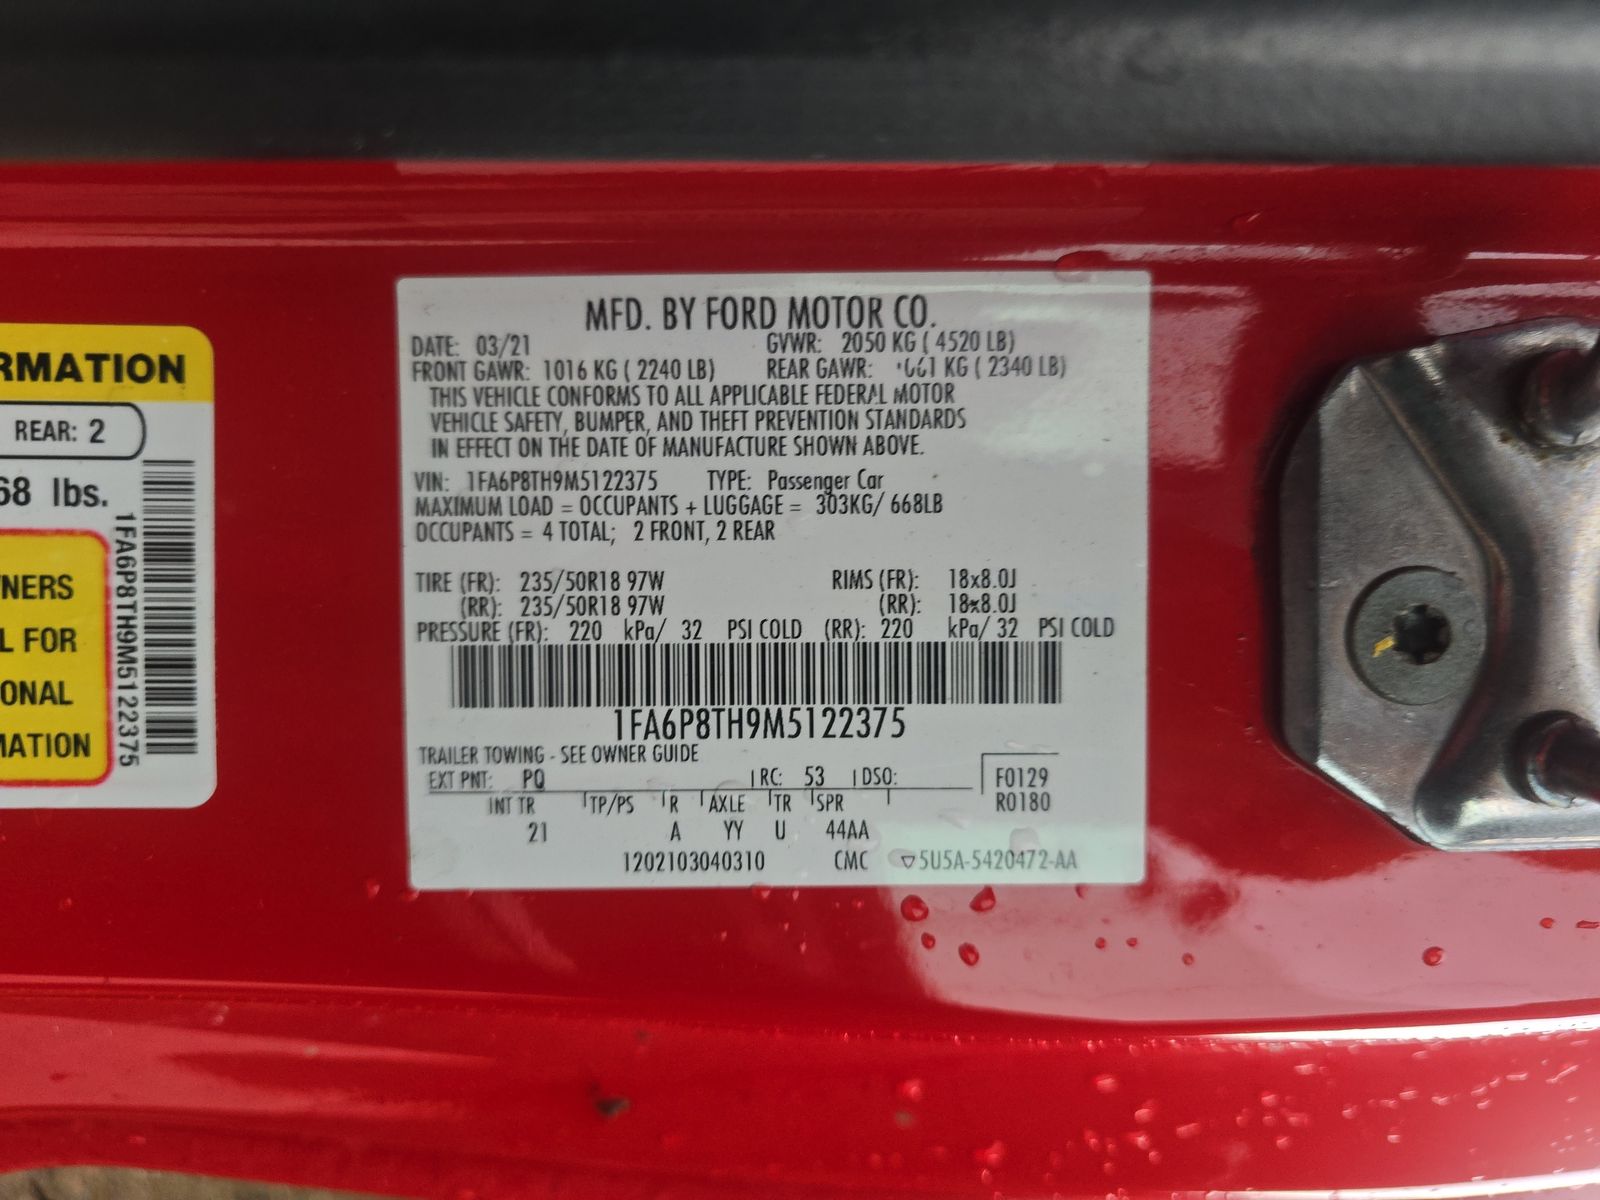 MFD. BY FORD MOTOR CO.
DATE: 03/21 GVWR: 2050 KG ( 4520 LB)
FRONT GAWR: 1016 KG ( 2240 LB) REAR GAWR: KG ( 2340 LB)
THIS VEHICLE CONFORMS TO ALL APPLICABLE FEDERAL MOTOR
VEHICLE SAFETY, BUMPER, AND THEFT PREVENTION STANDARDS
IN EFFECT ON THE DATE OF MANUFACTURE SHOWN ABOVE.
VIN: 1FA6P8TH9M5122375 TYPE: Passenger Car
MAXIMUM LOAD = OCCUPANTS + LUGGAGE = 303KG/ 668LB
OCCUPANTS = 4 TOTAL; 2 FRONT, 2 REAR
TIRE (FR): 235/50R18 97W RIMS (FR): 18x8.0J
(RR): 235/50R18 97W (RR): 18x8.0J
PRESSURE (FR): 220 kPa/ 32 PSI COLD (RR): 220 kPa/ 32 PSI COLD
1FA6P8TH9M5122375
TRAILER TOWING - SEE OWNER GUIDE
EXT PNT: PQ RC: 53 DSO: F0129
INT TR TP/PS R AXLE TR SPR R0180
21 A YY U 44AA
1202103040310 CMC ▽5U5A-5420472-AA
RMATION
REAR: 2
68 lbs.
NERS
L FOR
ONAL
MATION
1FA6P8TH9M5122375